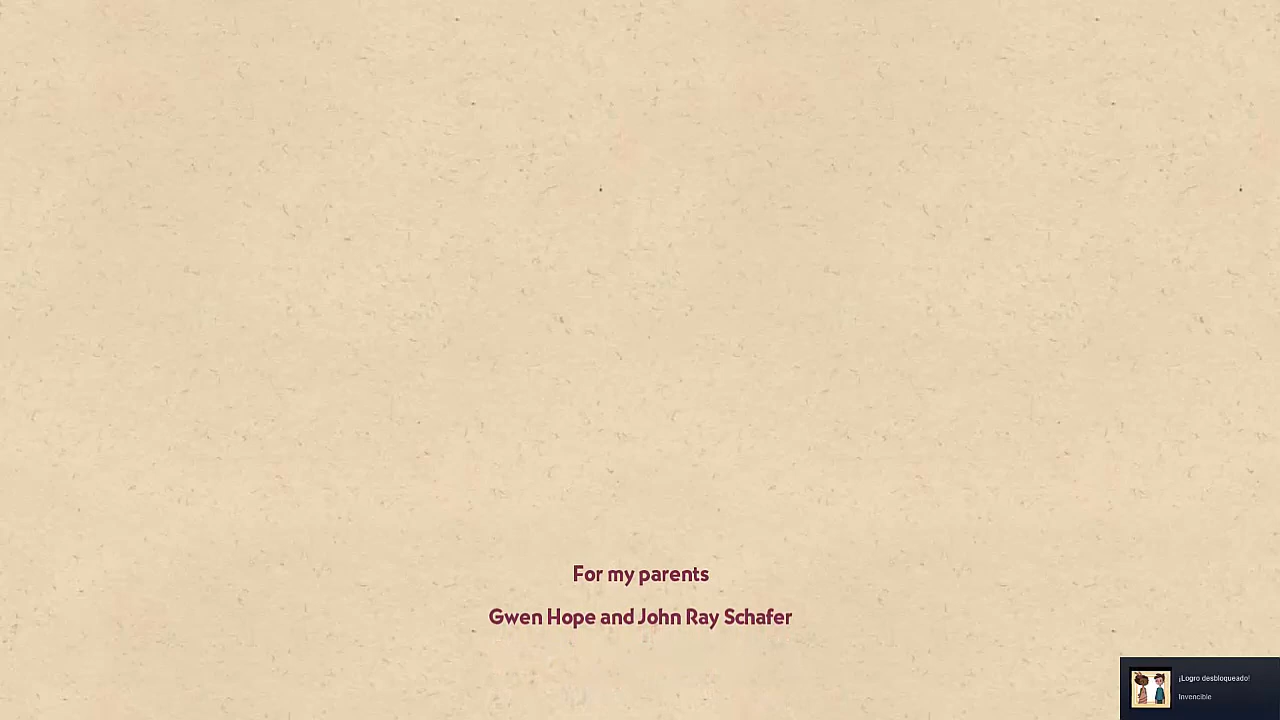 For my parents
Gwen Hope and John Ray Schafer
¡Logro desbloqueado!
Invencible